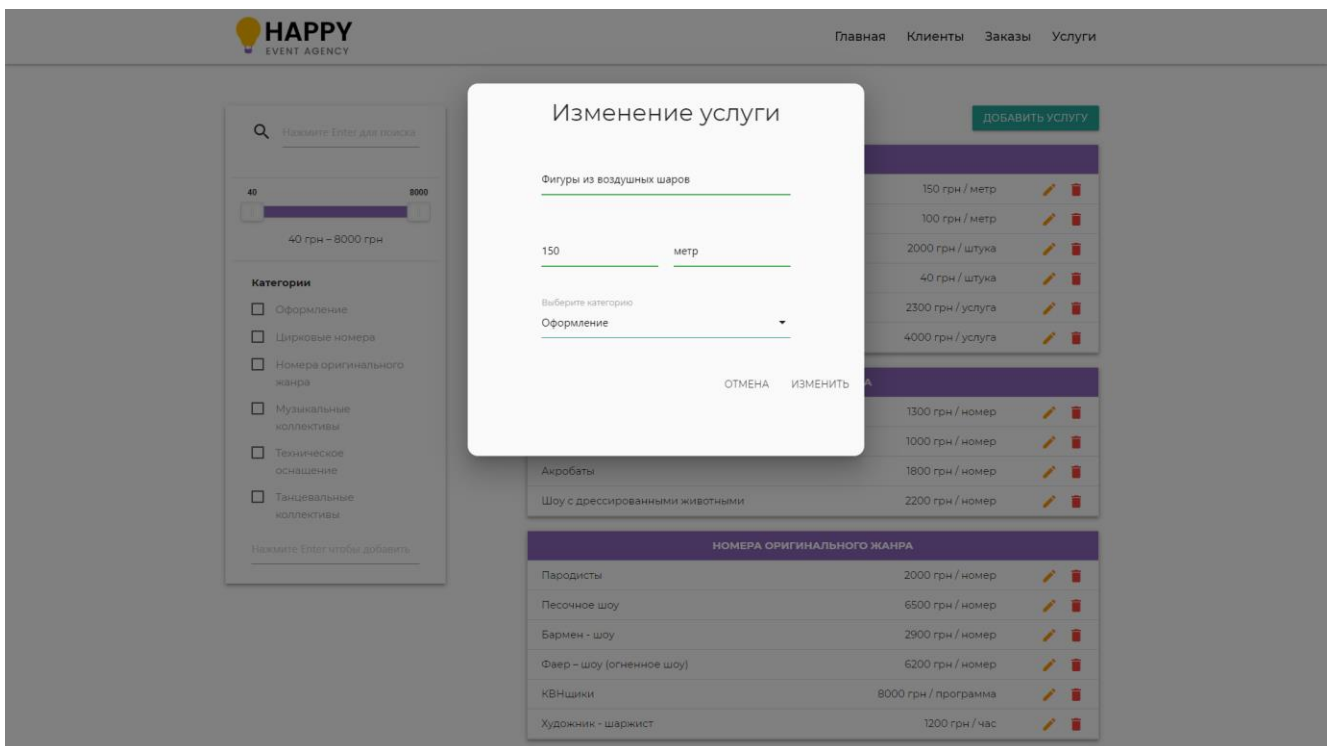 HAPPY
EVENT AGENCY
Главная Клиенты Заказы Услуги
Нажмите Enter для поиска
40 8000
40 грн – 8000 грн
Категории
Оформление
Цирковые номера
Номера оригинального
жанра
Музыкальные
коллективы
Техническое
оснащение
Танцевальные
коллективы
Нажмите Enter чтобы добавить
Изменение услуги
Фигуры из воздушных шаров
150 метр
Выберите категорию
Оформление
ОТМЕНА ИЗМЕНИТЬ
ДОБАВИТЬ УСЛУГУ
150 грн / метр
100 грн / метр
2000 грн / штука
40 грн / штука
2300 грн / услуга
4000 грн / услуга
А
1300 грн / номер
1000 грн / номер
Акробаты 1800 грн / номер
Шоу с дрессированными животными 2200 грн / номер
НОМЕРА ОРИГИНАЛЬНОГО ЖАНРА
Пародисты 2000 грн / номер
Песочное шоу 6500 грн / номер
Бармен - шоу 2900 грн / номер
Фаер – шоу (огненное шоу) 6200 грн / номер
КВНщики 8000 грн / программа
Художник - шаржист 1200 грн / час